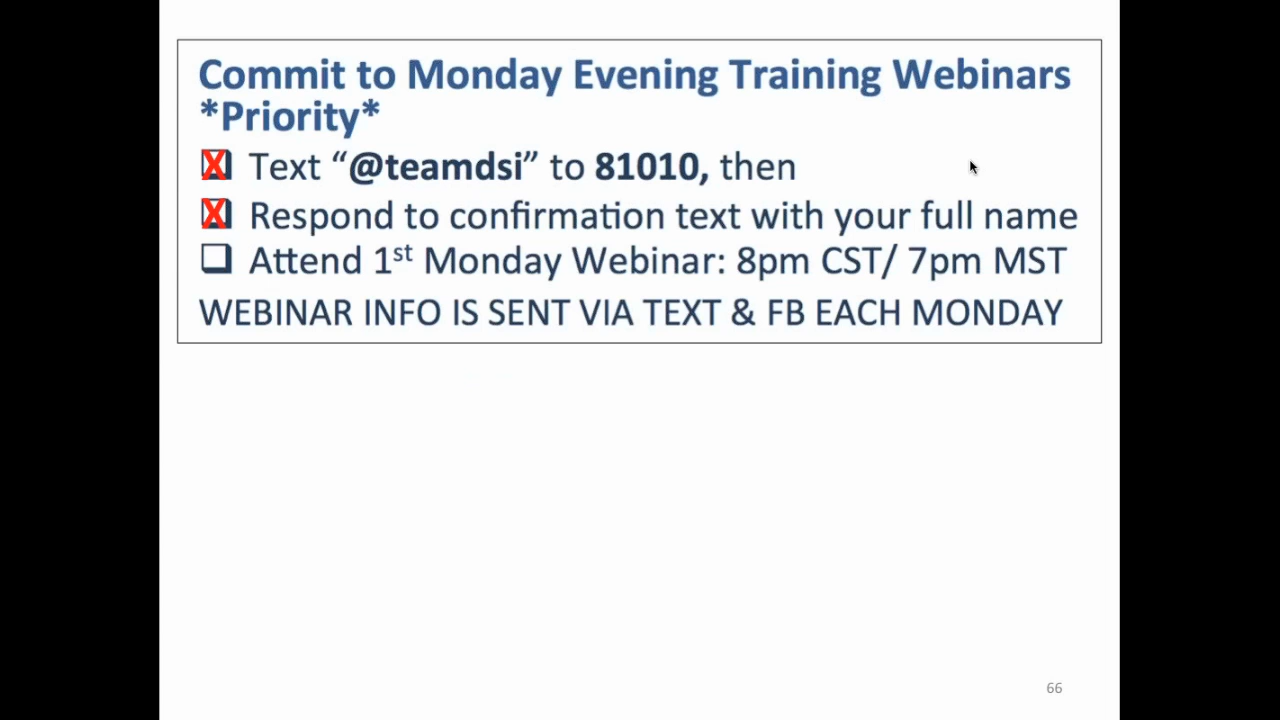 Commit to Monday Evening Training Webinars
*Priority*
X Text “@teamdsi” to 81010, then
X Respond to confirmation text with your full name
❑ Attend 1st Monday Webinar: 8pm CST/ 7pm MST
WEBINAR INFO IS SENT VIA TEXT & FB EACH MONDAY
66